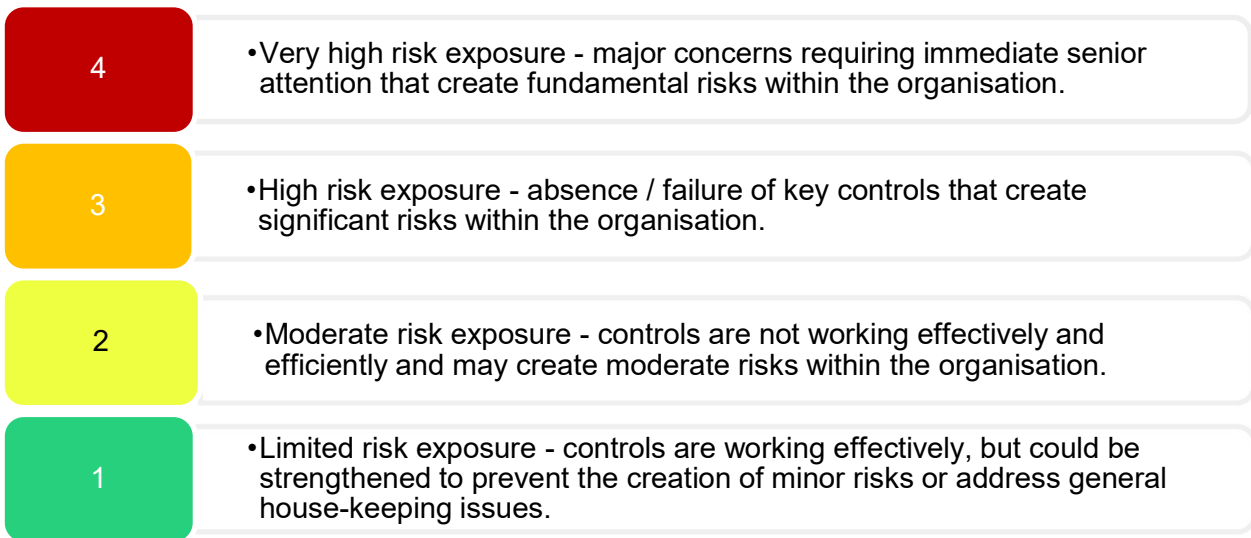 4
•Very high risk exposure - major concerns requiring immediate senior
attention that create fundamental risks within the organisation.
3
•High risk exposure - absence / failure of key controls that create
significant risks within the organisation.
2
•Moderate risk exposure - controls are not working effectively and
efficiently and may create moderate risks within the organisation.
1
•Limited risk exposure - controls are working effectively, but could be
strengthened to prevent the creation of minor risks or address general
house-keeping issues.